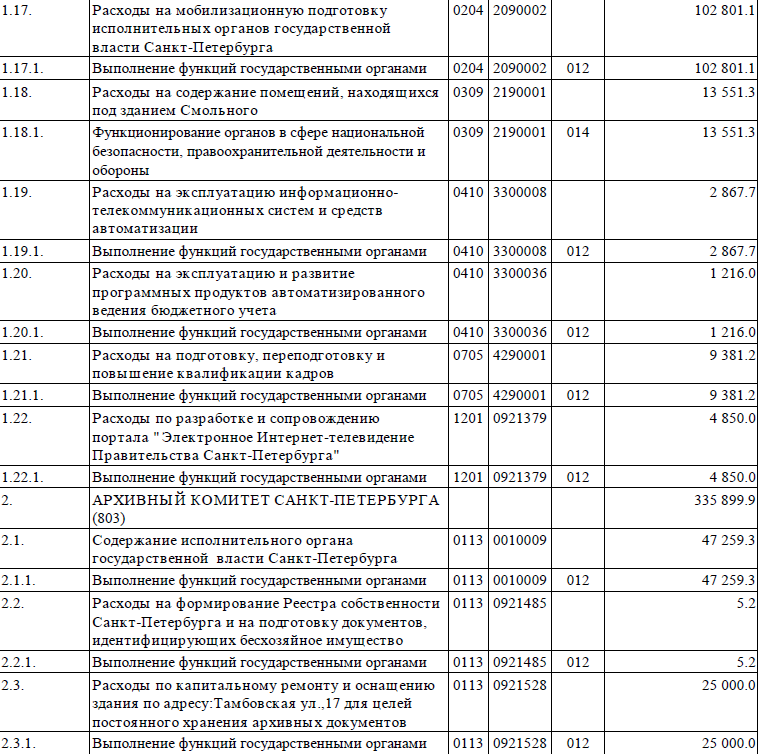 1.17. Расходы на мобилизационную подготовку 0204 2090002 102 801.1
исполнительных органов государственной
власти Санкт-Петербурга
1.17.1. Выполнение функций государственными органами 0204 2090002 012 102 801.1
1.18. Расходы на содержание помещений, находящихся 0309 2190001 13 551.3
под зданием Смольного
1.18.1. Функционирование органов в сфере национальной 0309 2190001 014 13 551.3
безопасности, правоохранительной деятельности и
обороны
1.19. Расходы на эксплуатацию информационно- 0410 3300008 2 867.7
телекоммуникационных систем и средств
автоматизации
1.19.1. Выполнение функций государственными органами 0410 3300008 012 2 867.7
1.20. Расходы на эксплуатацию и развитие 0410 3300036 1 216.0
программных продуктов автоматизированного
ведения бюджетного учета
1.20.1. Выполнение функций государственными органами 0410 3300036 012 1 216.0
1.21. Расходы на подготовку, переподготовку и 0705 4290001 9 381.2
повышение квалификации кадров
1.21.1. Выполнение функций государственными органами 0705 4290001 012 9 381.2
1.22. Расходы по разработке и сопровождению 1201 0921379 4 850.0
портала "Электронное Интернет-телевидение
Правительства Санкт-Петербурга"
1.22.1. Выполнение функций государственными органами 1201 0921379 012 4 850.0
2. АРХИВНЫЙ КОМИТЕТ САНКТ-ПЕТЕРБУРГА 335 899.9
(803)
2.1. Содержание исполнительного органа 0113 0010009 47 259.3
государственной власти Санкт-Петербурга
2.1.1. Выполнение функций государственными органами 0113 0010009 012 47 259.3
2.2. Расходы на формирование Реестра собственности 0113 0921485 5.2
Санкт-Петербурга и на подготовку документов,
идентифицирующих бесхозяйное имущество
2.2.1. Выполнение функций государственными органами 0113 0921485 012 5.2
2.3. Расходы по капитальному ремонту и оснащению 0113 0921528 25 000.0
здания по адресу:Тамбовская ул.,17 для целей
постоянного хранения архивных документов
2.3.1. Выполнение функций государственными органами 0113 0921528 012 25 000.0